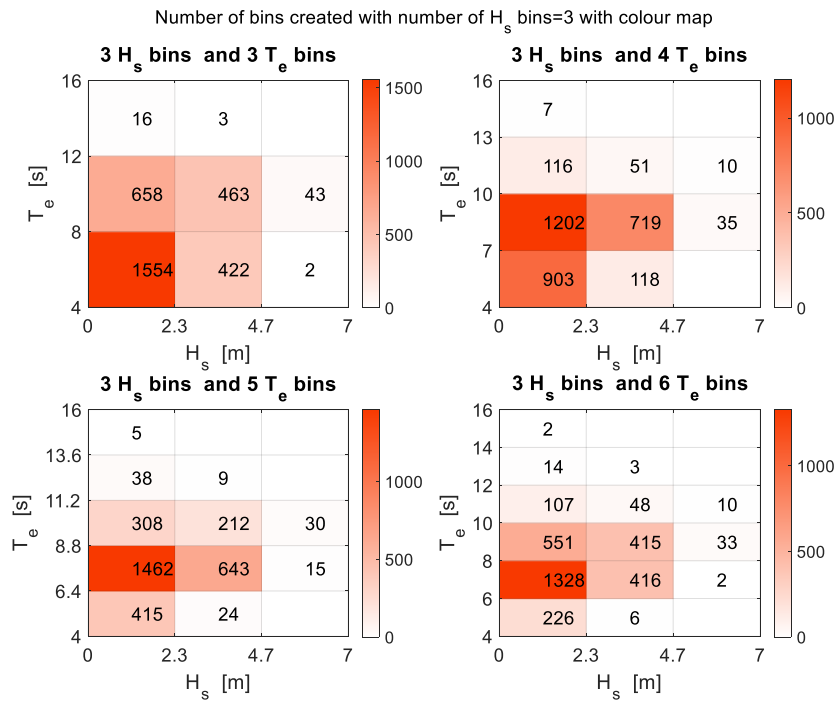 Number of bins created with number of Hs bins=3 with colour map
3 Hs bins and 3 Te bins
16
12
8
4
Te [s]
16 3
658 463 43
1554 422 2
0 2.3 4.7 7
Hs [m]
1500
1000
500
0
3 Hs bins and 4 Te bins
16
13
10
7
4
Te [s]
7
116 51 10
1202 719 35
903 118
0 2.3 4.7 7
Hs [m]
1000
500
0
3 Hs bins and 5 Te bins
16
13.6
11.2
8.8
6.4
4
Te [s]
5
38 9
308 212 30
1462 643 15
415 24
0 2.3 4.7 7
Hs [m]
1000
500
0
3 Hs bins and 6 Te bins
16
14
12
10
8
6
4
Te [s]
2
14 3
107 48 10
551 415 33
1328 416 2
226 6
0 2.3 4.7 7
Hs [m]
1000
500
0